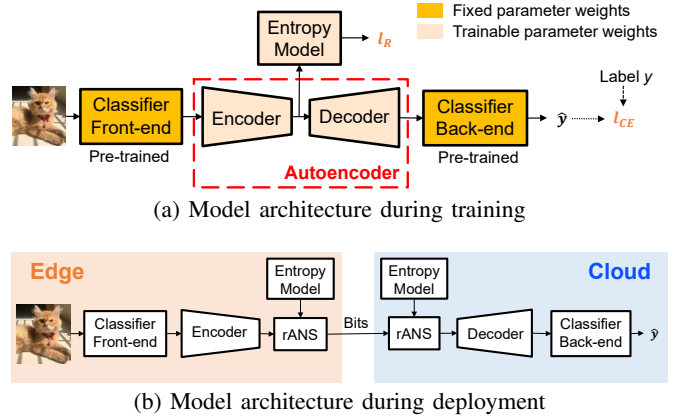 Fixed parameter weights
Trainable parameter weights
Entropy
Model
l_R
Label y
Classifier
Front-end
Encoder
Decoder
Classifier
Back-end
ŷ
l_CE
Pre-trained
Pre-trained
Autoencoder
(a) Model architecture during training
Edge
Cloud
Entropy
Model
Entropy
Model
Classifier
Front-end
Encoder
rANS
Bits
rANS
Decoder
Classifier
Back-end
ŷ
(b) Model architecture during deployment